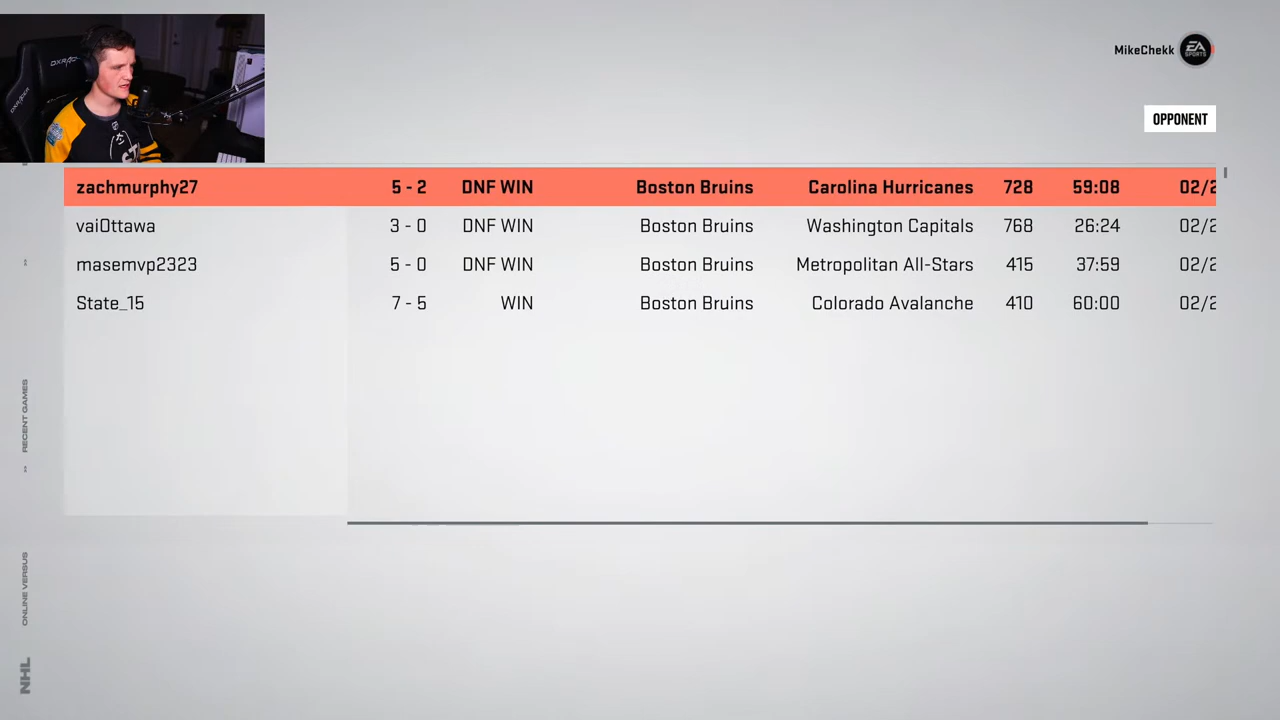 MikeChekk
EA SPORTS
OPPONENT
zachmurphy27 5 - 2 DNF WIN Boston Bruins Carolina Hurricanes 728 59:08 02/2
vaiOttawa 3 - 0 DNF WIN Boston Bruins Washington Capitals 768 26:24 02/2
masemvp2323 5 - 0 DNF WIN Boston Bruins Metropolitan All-Stars 415 37:59 02/2
State_15 7 - 5 WIN Boston Bruins Colorado Avalanche 410 60:00 02/2
NHL ONLINE VERSUS >> RECENT GAMES >>
DXRACER